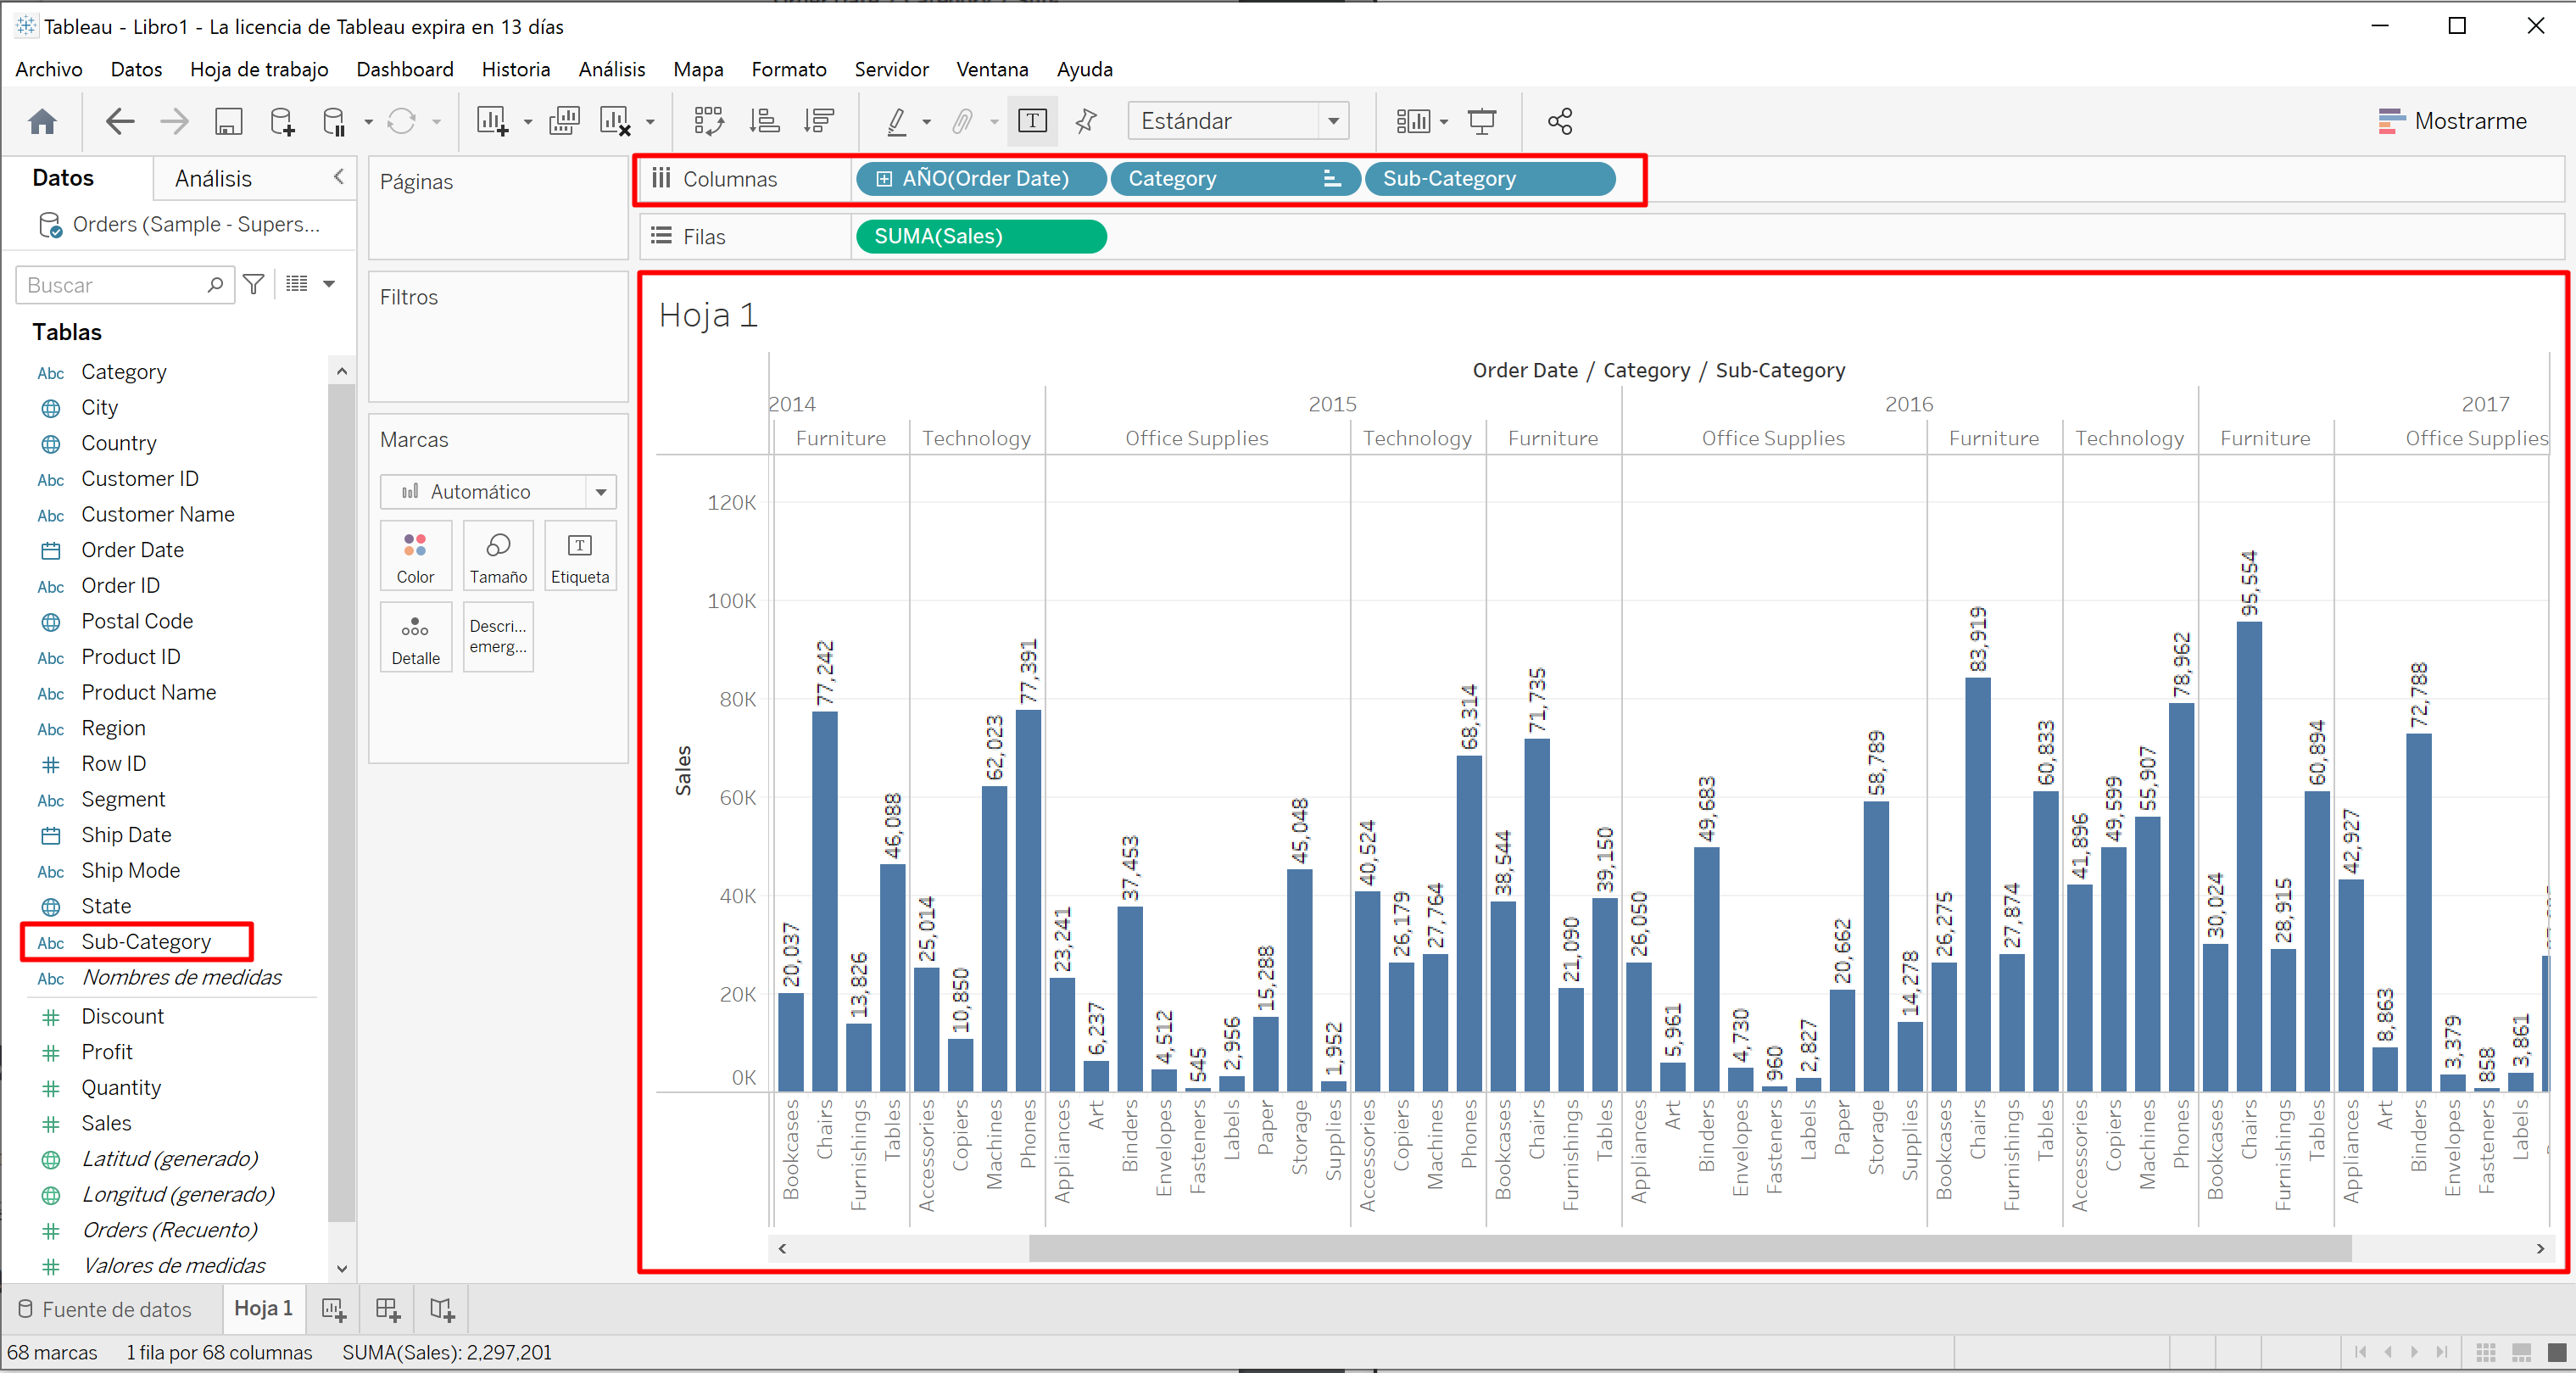 Tableau - Libro1 - La licencia de Tableau expira en 13 días
Archivo Datos Hoja de trabajo Dashboard Historia Análisis Mapa Formato Servidor Ventana Ayuda
Estándar
Mostrarme
Datos
Análisis
Orders (Sample - Supers...
Buscar
Tablas
Abc Category
City
Country
Abc Customer ID
Abc Customer Name
Order Date
Abc Order ID
Postal Code
Abc Product ID
Abc Product Name
Abc Region
Row ID
Abc Segment
Ship Date
Abc Ship Mode
State
Abc Sub-Category
Abc Nombres de medidas
Discount
Profit
Quantity
Sales
Latitud (generado)
Longitud (generado)
Orders (Recuento)
Valores de medidas
Páginas
Filtros
Marcas
Automático
Color
Tamaño
Etiqueta
Detalle
Descri...
emerg...
Columnas AÑO(Order Date) Category Sub-Category
Filas SUMA(Sales)
Hoja 1
Order Date / Category / Sub-Category
2014 2015 2016 2017
Furniture Technology Office Supplies Technology Furniture Office Supplies Furniture Technology Furniture Office Supplies
Sales
120K
100K
80K
60K
40K
20K
0K
20,037 77,242 13,826 46,088 25,014 10,850 62,023 77,391 23,241 6,237 37,453 4,512 545 2,956 15,288 45,048 1,952 40,524 26,179 27,764 68,314 38,544 71,735 21,090 39,150 26,050 5,961 49,683 4,730 960 2,827 20,662 58,789 14,278 26,275 83,919 27,874 60,833 41,896 49,599 55,907 78,962 30,024 95,554 28,915 60,894 42,927 8,863 72,788 3,379 858 3,861
Bookcases Chairs Furnishings Tables Accessories Copiers Machines Phones Appliances Art Binders Envelopes Fasteners Labels Paper Storage Supplies Accessories Copiers Machines Phones Bookcases Chairs Furnishings Tables Appliances Art Binders Envelopes Fasteners Labels Paper Storage Supplies Bookcases Chairs Furnishings Tables Accessories Copiers Machines Phones Bookcases Chairs Furnishings Tables Appliances Art Binders Envelopes Fasteners Labels
Fuente de datos
Hoja 1
68 marcas 1 fila por 68 columnas SUMA(Sales): 2,297,201